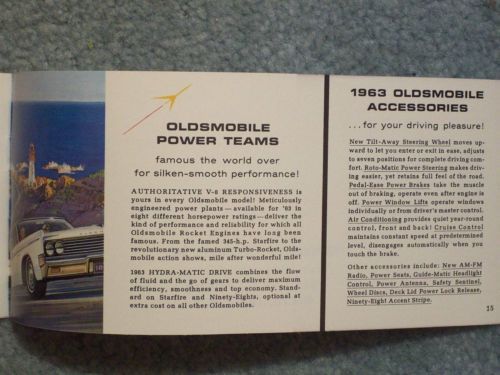 OLDSMOBILE
POWER TEAMS
famous the world over
for silken-smooth performance!
AUTHORITATIVE V-8 RESPONSIVENESS is
yours in every Oldsmobile model! Meticulously
engineered power plants—available for '63 in
eight different horsepower ratings—deliver the
kind of performance and reliability for which all
Oldsmobile Rocket Engines have long been
famous. From the famed 345-h.p. Starfire to the
revolutionary new aluminum Turbo-Rocket, Olds-
mobile action shows, mile after wonderful mile!
1963 HYDRA-MATIC DRIVE combines the flow
of fluid and the go of gears to deliver maximum
efficiency, smoothness and top economy. Stand-
ard on Starfire and Ninety-Eights, optional at
extra cost on all other Oldsmobiles.
1963 OLDSMOBILE
ACCESSORIES
...for your driving pleasure!
New Tilt-Away Steering Wheel moves up-
ward to let you enter or exit in ease, adjusts
to seven positions for complete driving com-
fort. Roto-Matic Power Steering makes driv-
ing easier, yet retains full feel of the road.
Pedal-Ease Power Brakes take the muscle
out of braking, operate even after engine is
off. Power Window Lifts operate windows
individually or from driver's master control.
Air Conditioning provides quiet year-round
control, front and back! Cruise Control
maintains constant speed at predetermined
level, disengages automatically when you
touch the brake.
Other accessories include: New AM-FM
Radio, Power Seats, Guide-Matic Headlight
Control, Power Antenna, Safety Sentinel,
Wheel Discs, Deck Lid Power Lock Release,
Ninety-Eight Accent Stripe.
15